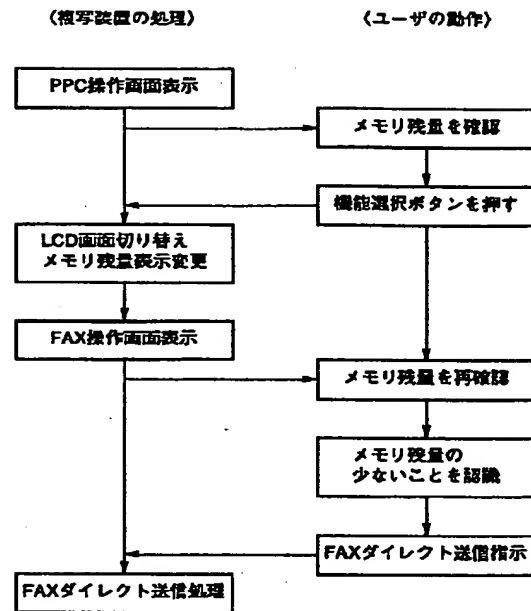 〈複写装置の処理〉
〈ユーザの動作〉
PPC操作画面表示
メモリ残量を確認
機能選択ボタンを押す
LCD画面切り替え
メモリ残量表示変更
FAX操作画面表示
メモリ残量を再確認
メモリ残量の
少ないことを認識
FAXダイレクト送信指示
FAXダイレクト送信処理